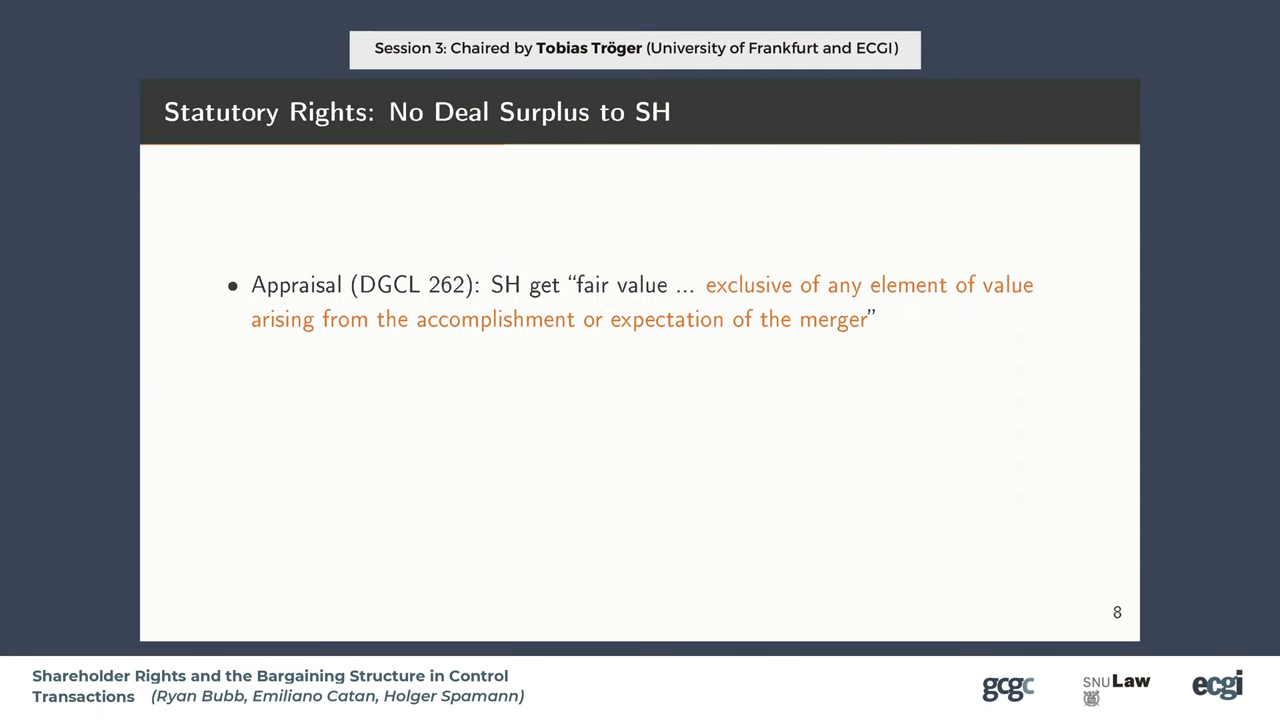 Session 3: Chaired by Tobias Tröger (University of Frankfurt and ECGI)
Statutory Rights: No Deal Surplus to SH
• Appraisal (DGCL 262): SH get “fair value ... exclusive of any element of value
arising from the accomplishment or expectation of the merger”
8
Shareholder Rights and the Bargaining Structure in Control
Transactions (Ryan Bubb, Emiliano Catan, Holger Spamann)
gcgc
SNU Law
ecgi